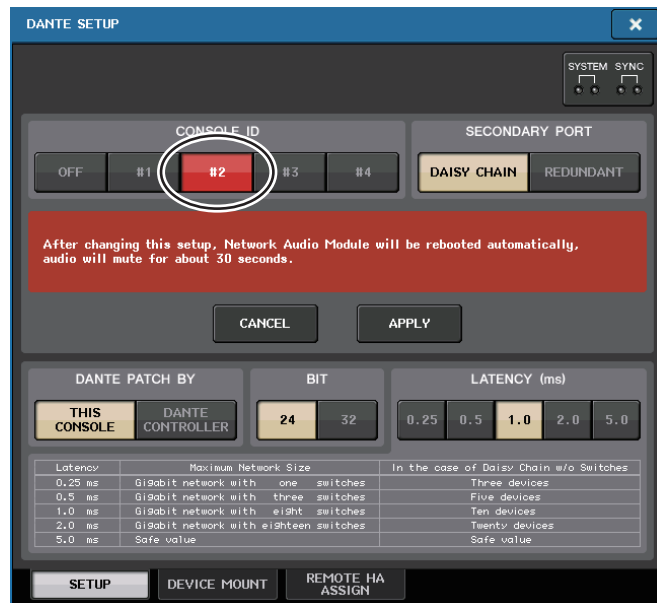 DANTE SETUP
SYSTEM SYNC
CONSOLE ID
SECONDARY PORT
OFF #1 #2 #3 #4 DAISY CHAIN REDUNDANT
After changing this setup, Network Audio Module will be rebooted automatically,
audio will mute for about 30 seconds.
CANCEL APPLY
DANTE PATCH BY
BIT
LATENCY (ms)
THIS CONSOLE
DANTE CONTROLLER
24 32
0.25 0.5 1.0 2.0 5.0
Latency Maximum Network Size In the case of Daisy Chain w/o Switches
0.25 ms Gigabit network with one switches Three devices
0.5 ms Gigabit network with three switches Five devices
1.0 ms Gigabit network with eight switches Ten devices
2.0 ms Gigabit network with eighteen switches Twenty devices
5.0 ms Safe value Safe value
SETUP DEVICE MOUNT REMOTE HA ASSIGN